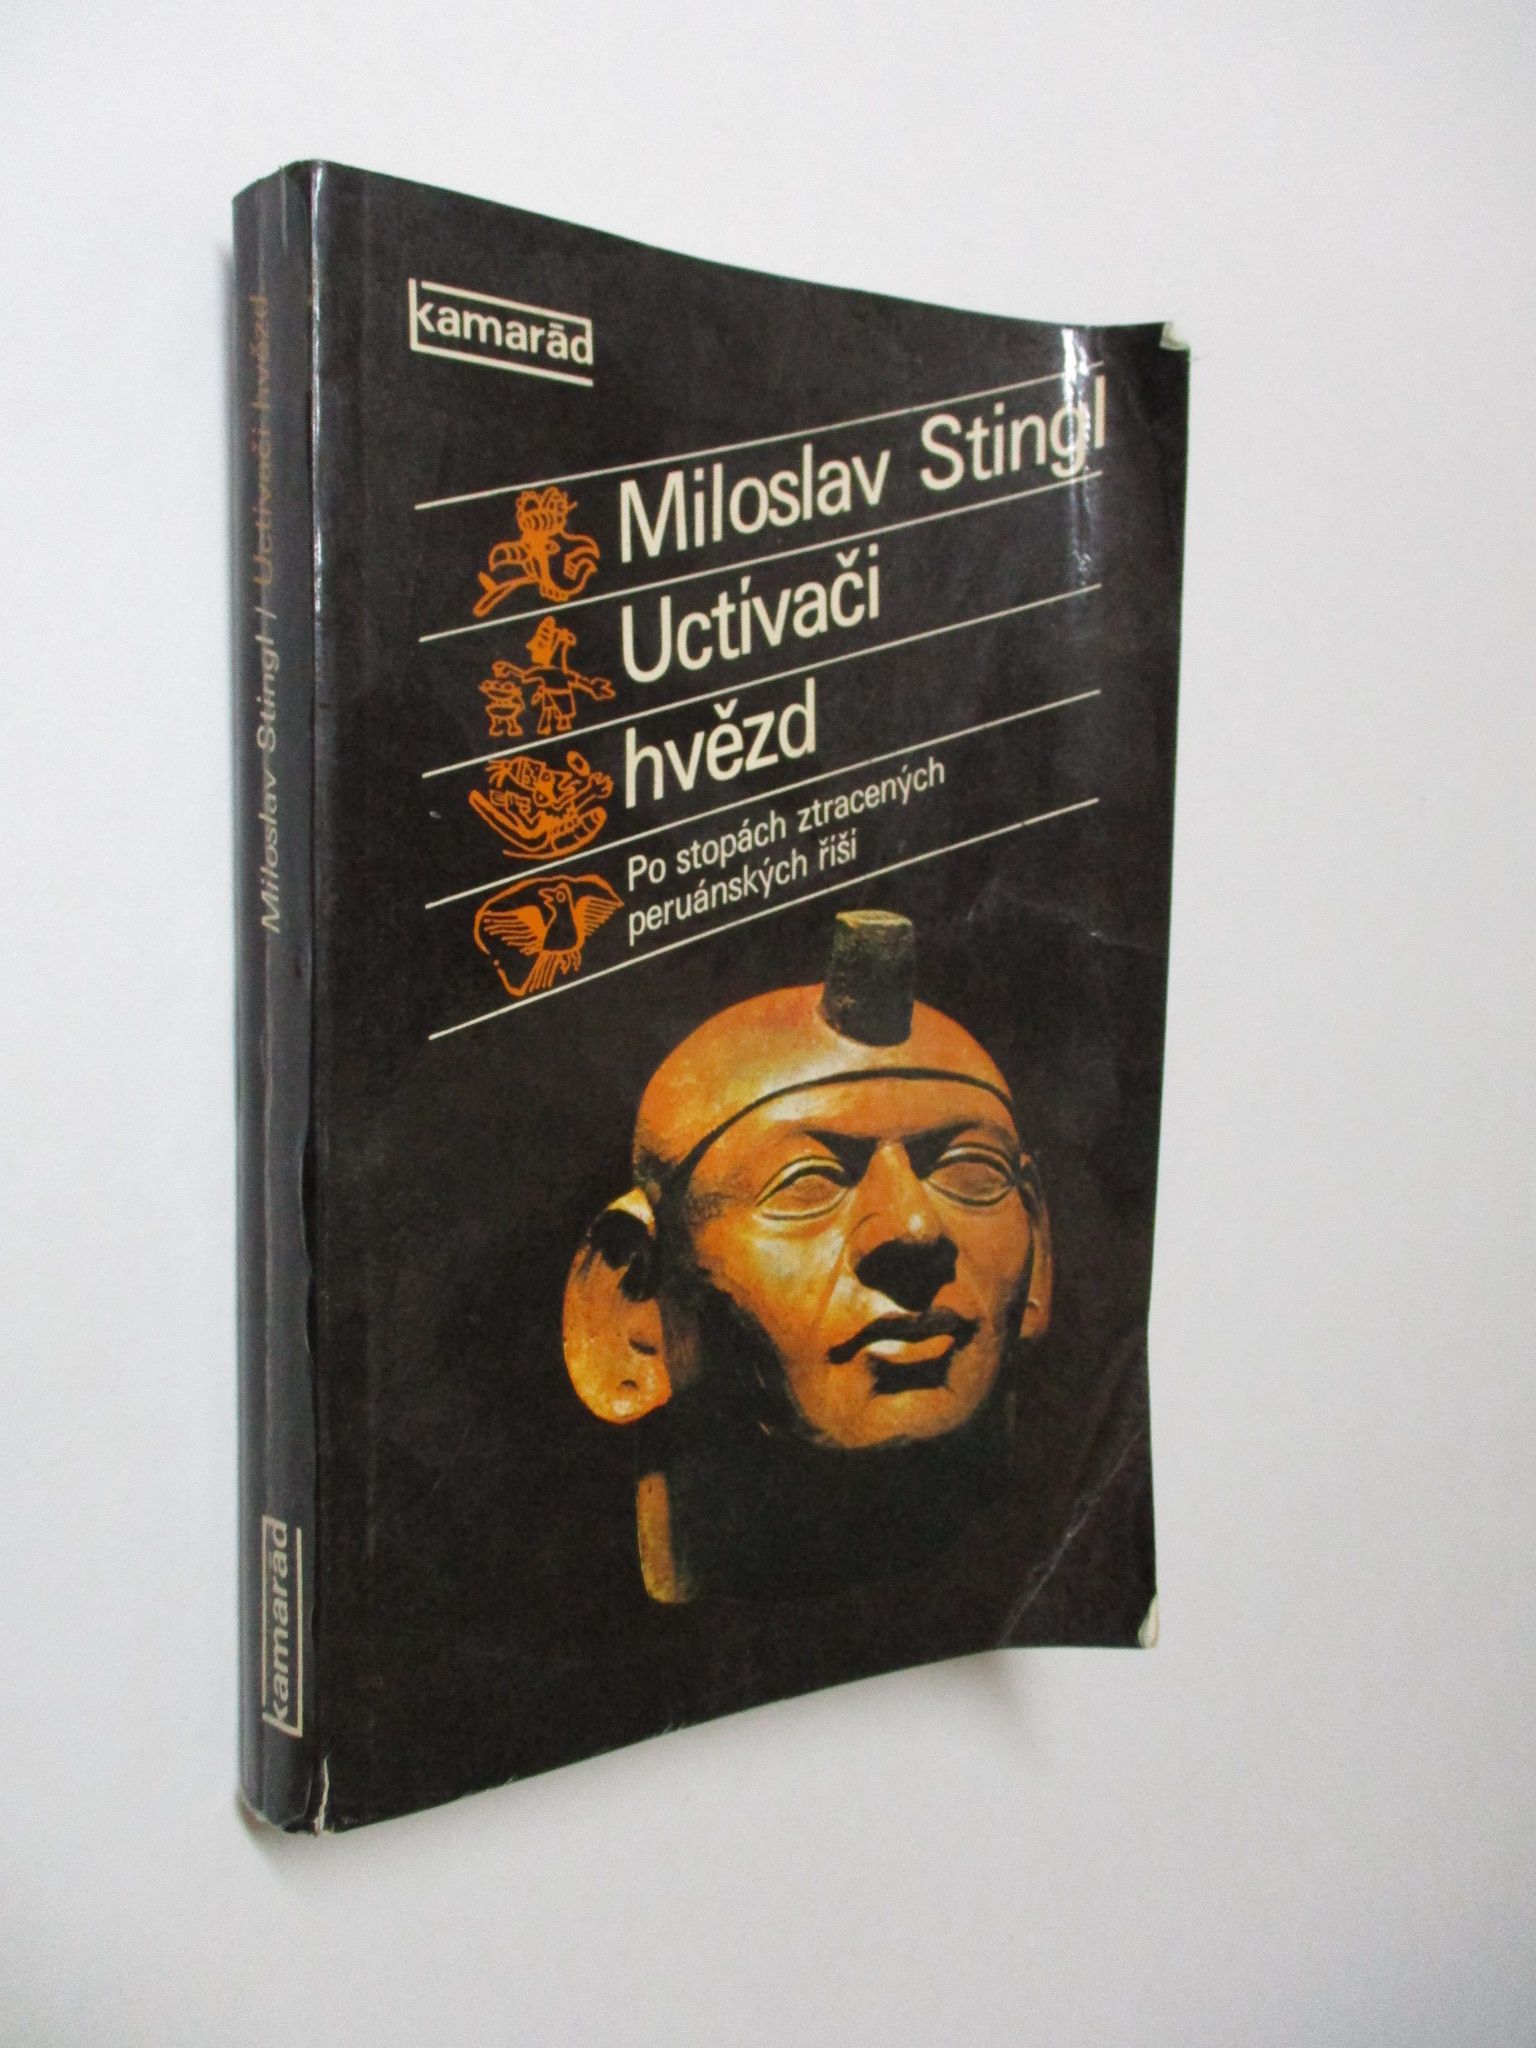 kamarád
Miloslav Stingl
Uctívači
hvězd
Po stopách ztracených
peruánských říší
Miloslav Stingl / Uctívači hvězd
kamarád